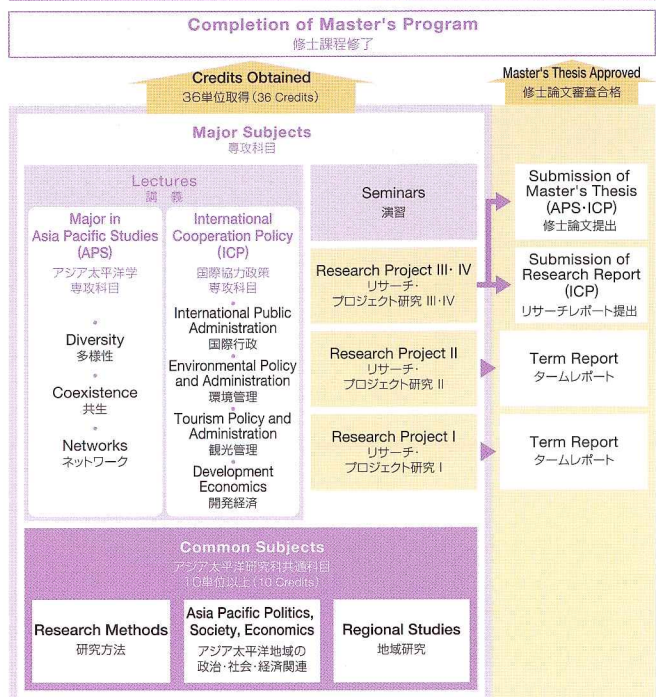 Completion of Master's Program
修士課程修了
Credits Obtained
36単位取得(36 Credits)
Master's Thesis Approved
修士論文審査合格
Major Subjects
専攻科目
Lectures
講 義
Major in
Asia Pacific Studies
(APS)
アジア太平洋学
専攻科目
•
Diversity
多様性
•
Coexistence
共生
•
Networks
ネットワーク
International
Cooperation Policy
(ICP)
国際協力政策
専攻科目
•
International Public
Administration
国際行政
•
Environmental Policy
and Administration
環境管理
•
Tourism Policy and
Administration
観光管理
•
Development
Economics
開発経済
Seminars
演習
Research Project III・IV
リサーチ・
プロジェクト研究 III・IV
Research Project II
リサーチ・
プロジェクト研究 II
Research Project I
リサーチ・
プロジェクト研究 I
Submission of
Master's Thesis
(APS・ICP)
修士論文提出
Submission of
Research Report
(ICP)
リサーチレポート提出
Term Report
タームレポート
Term Report
タームレポート
Common Subjects
アジア太平洋研究科共通科目
10単位以上(10 Credits)
Research Methods
研究方法
Asia Pacific Politics,
Society, Economics
アジア太平洋地域の
政治・社会・経済関連
Regional Studies
地域研究